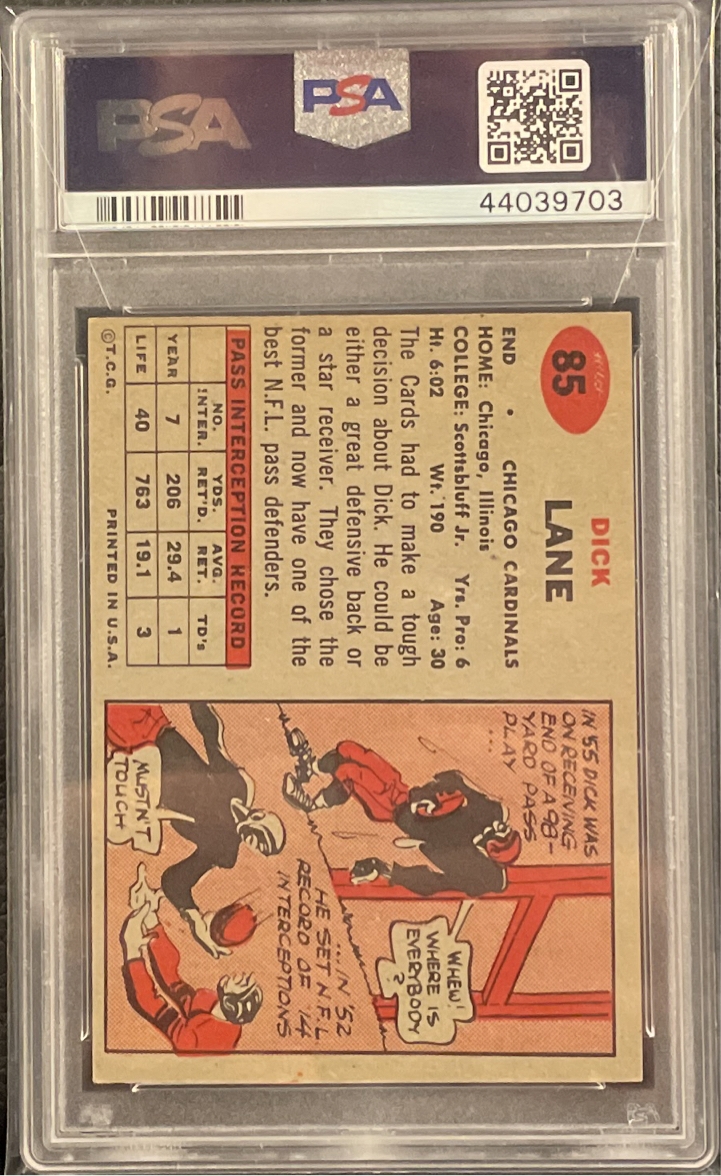 PSA
PSA
44039703
85
DICK
LANE
END • CHICAGO CARDINALS
HOME: Chicago, Illinois
COLLEGE: Scottsbluff Jr. Yrs. Pro: 6
Ht. 6:02 Wt. 190 Age: 30
The Cards had to make a tough
decision about Dick. He could be
either a great defensive back or
a star receiver. They chose the
former and now have one of the
best N.F.L. pass defenders.
PASS INTERCEPTION RECORD
NO. INTER. YDS. RET'D. AVG. RET. TD's
YEAR 7 206 29.4 1
LIFE 40 763 19.1 3
©T.C.G. PRINTED IN U.S.A.
IN '55 DICK WAS
ON RECEIVING
END OF A 98-
YARD PASS
PLAY
...
WHEW!
WHERE IS
EVERYBODY
?
... IN '52
HE SET N.F.L
RECORD OF 14
INTERCEPTIONS
MUSTN'T
TOUCH